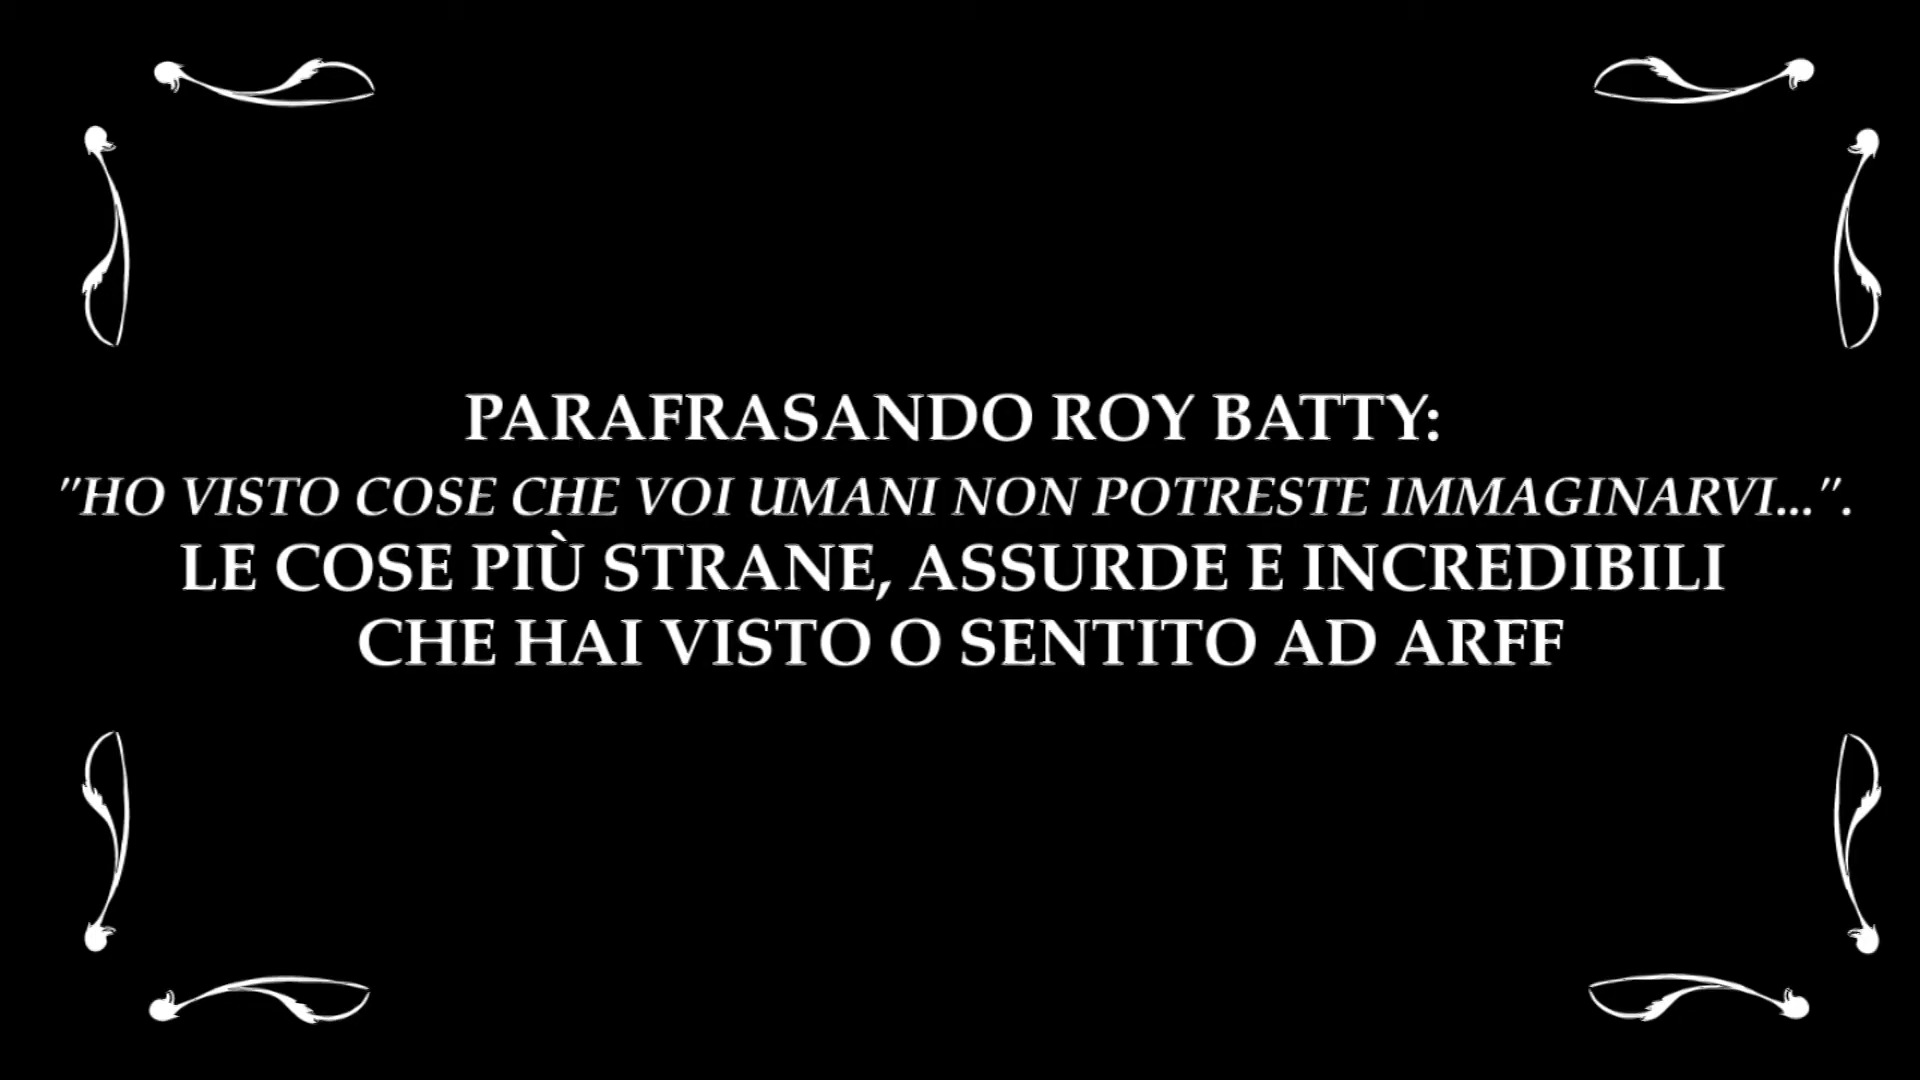 PARAFRASANDO ROY BATTY:
"HO VISTO COSE CHE VOI UMANI NON POTRESTE IMMAGINARVI...".
LE COSE PIÙ STRANE, ASSURDE E INCREDIBILI
CHE HAI VISTO O SENTITO AD ARFF